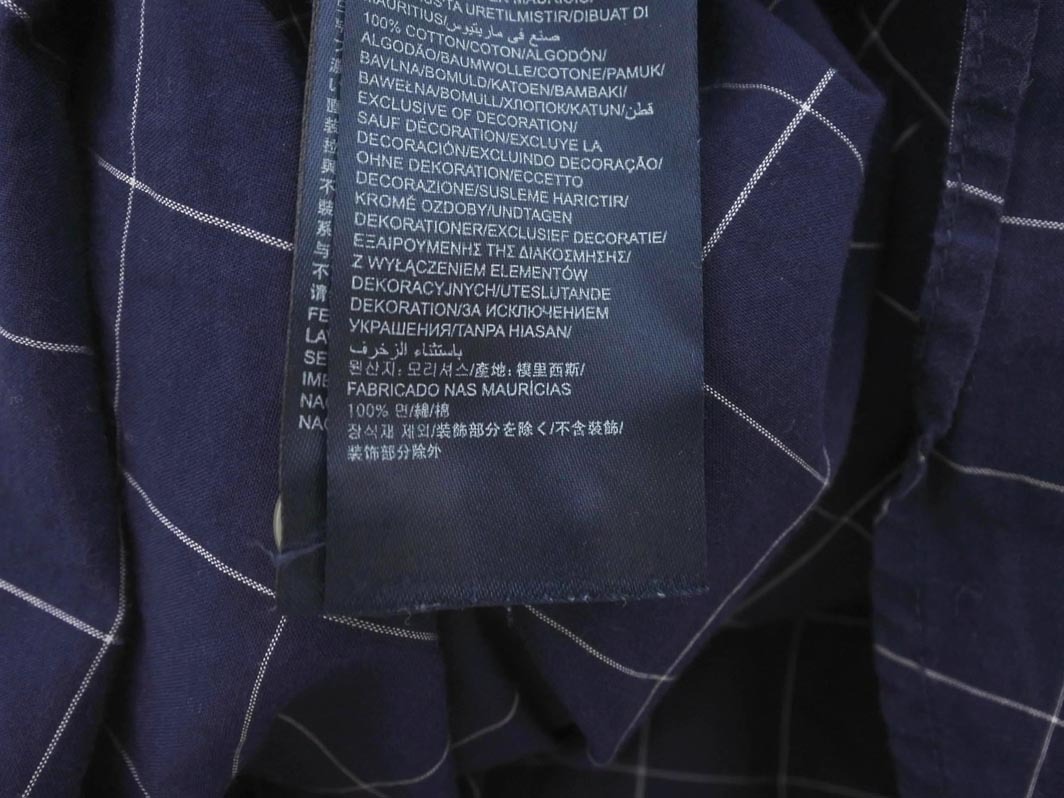 MAURITIUS'TA URETILMISTIR/DIBUAT DI
MAURITIUS/صنع في ماريتيوس
100% COTTON/COTON/ALGODÓN/
ALGODÃO/BAUMWOLLE/COTONE/PAMUK/
BAVLNA/BOMULD/KATOEN/BAMBAKI/
BAWEŁNA/BOMULL/ХЛОПОК/KATUN/قطن
EXCLUSIVE OF DECORATION/
SAUF DÉCORATION/EXCLUYE LA
DECORACIÓN/EXCLUINDO DECORAÇÃO/
OHNE DEKORATION/ECCETTO
DECORAZIONE/SUSLEME HARICTIR/
KROMĚ OZDOBY/UNDTAGEN
DEKORATIONER/EXCLUSIEF DECORATIE/
ΕΞΑΙΡΟΥΜΕΝΗΣ ΤΗΣ ΔΙΑΚΟΣΜΗΣΗΣ/
Z WYŁĄCZENIEM ELEMENTÓW
DEKORACYJNYCH/UTESLUTANDE
DEKORATION/ЗА ИСКЛЮЧЕНИЕМ
УКРАШЕНИЯ/TANPA HIASAN/
باستثناء الزخرف
원산지: 모리셔스/產地: 模里西斯/
FABRICADO NAS MAURÍCIAS
100% 면/綿/棉
장식재 제외/装飾部分を除く/不含裝飾/
装饰部分除外